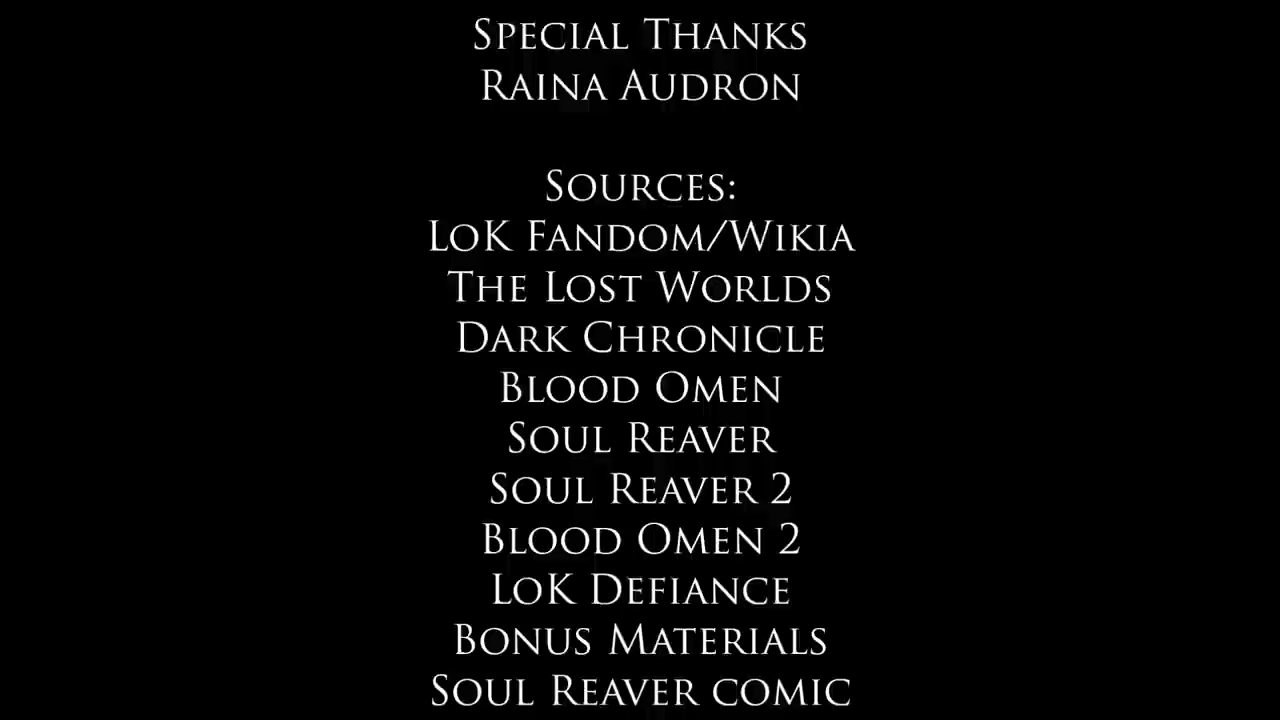 Special Thanks
Raina Audron
Sources:
LoK Fandom/Wikia
The Lost Worlds
Dark Chronicle
Blood Omen
Soul Reaver
Soul Reaver 2
Blood Omen 2
LoK Defiance
Bonus Materials
Soul Reaver comic